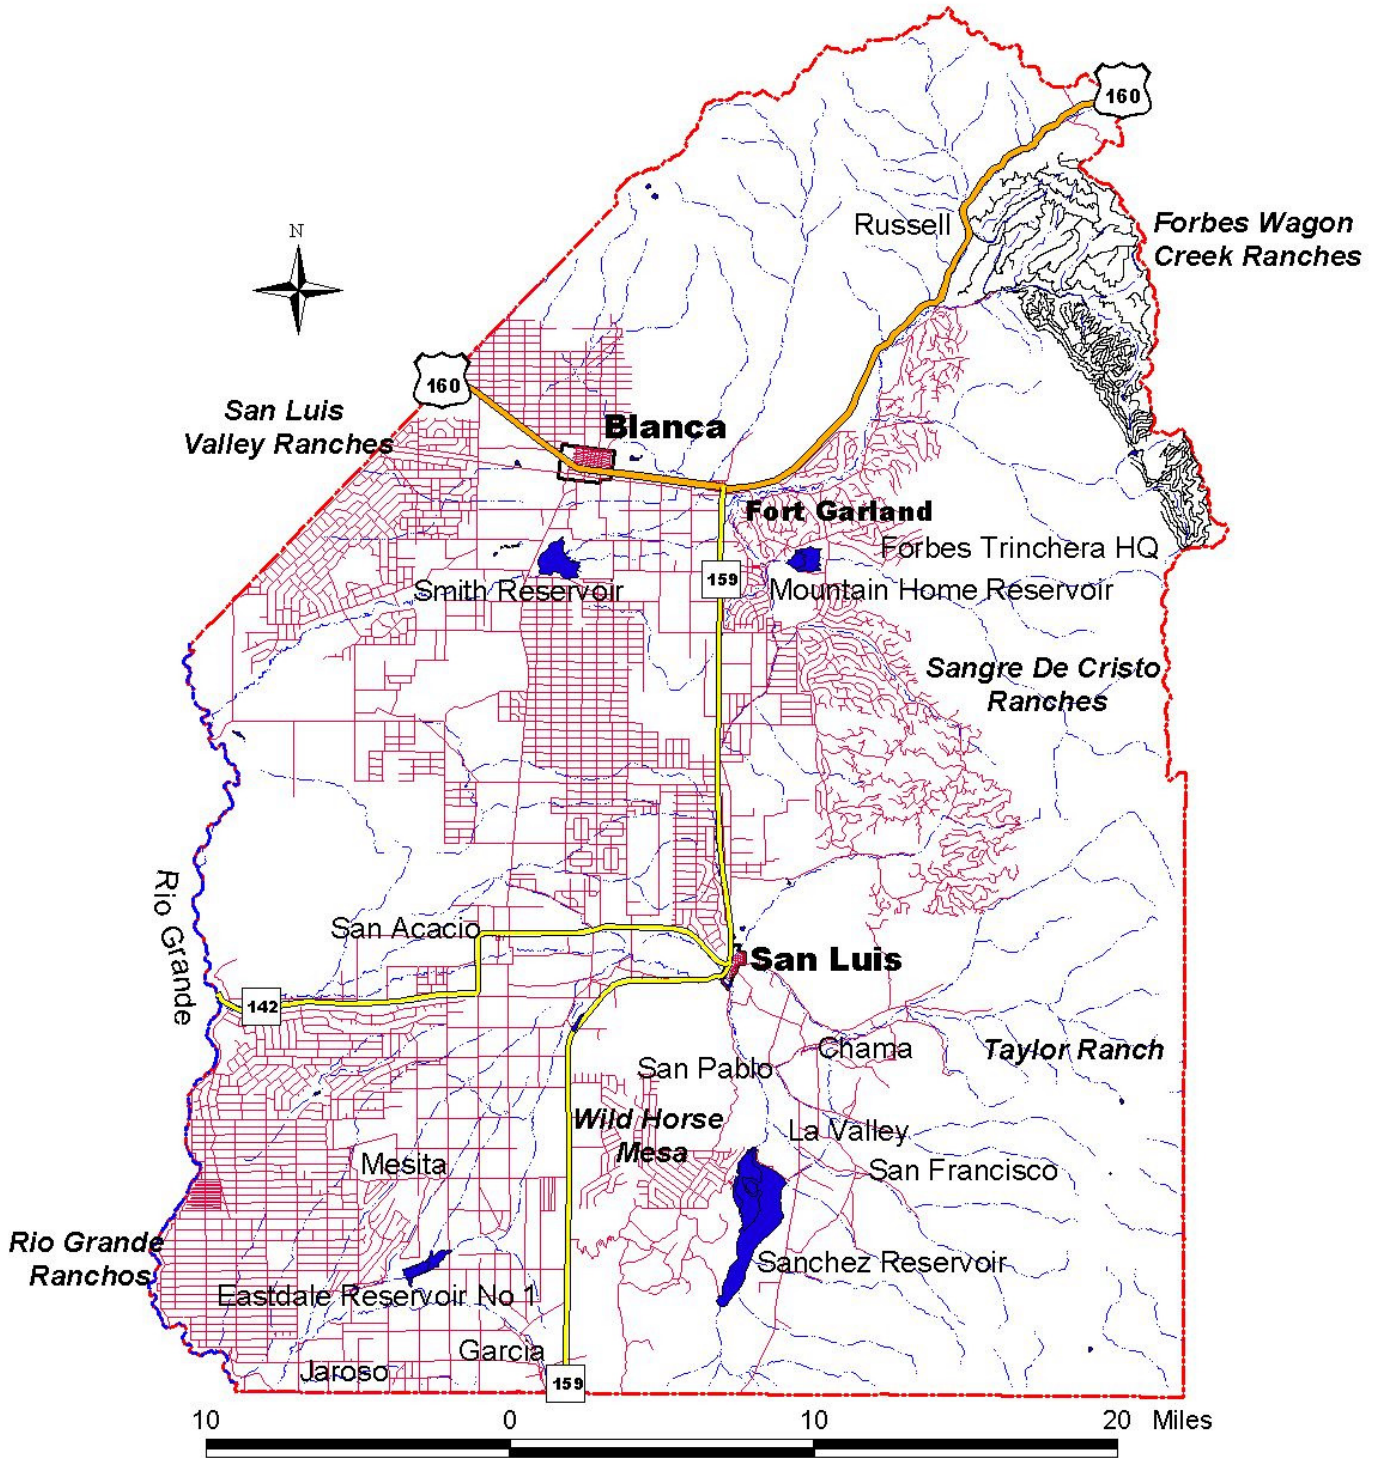 160
Russell
Forbes Wagon
Creek Ranches
N
160
San Luis
Valley Ranches
Blanca
Fort Garland
Forbes Trinchera HQ
159
Smith Reservoir
Mountain Home Reservoir
Sangre De Cristo
Ranches
Rio Grande
San Acacio
San Luis
142
Chama
Taylor Ranch
San Pablo
Wild Horse
Mesa
La Valley
Mesita
San Francisco
Rio Grande
Ranchos
Sanchez Reservoir
Eastdale Reservoir No 1
Garcia
Jaroso
159
10 0 10 20 Miles